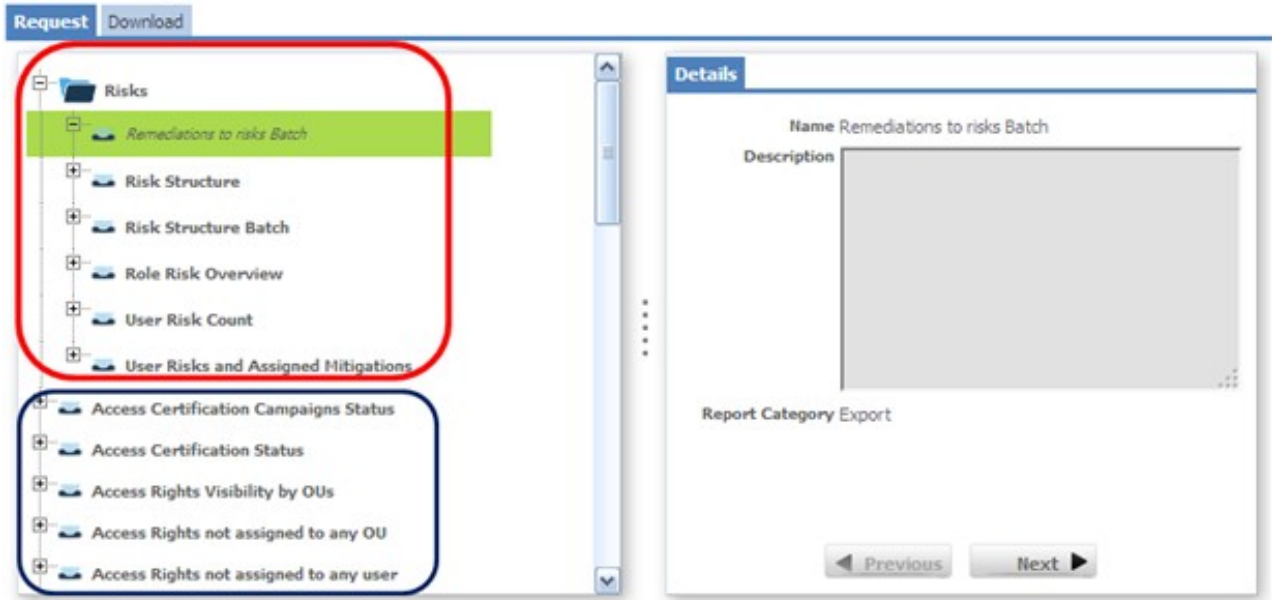 Request Download
Risks
Remediations to risks Batch
Risk Structure
Risk Structure Batch
Role Risk Overview
User Risk Count
User Risks and Assigned Mitigations
Access Certification Campaigns Status
Access Certification Status
Access Rights Visibility by OUs
Access Rights not assigned to any OU
Access Rights not assigned to any user
Details
Name Remediations to risks Batch
Description
Report Category Export
Previous Next